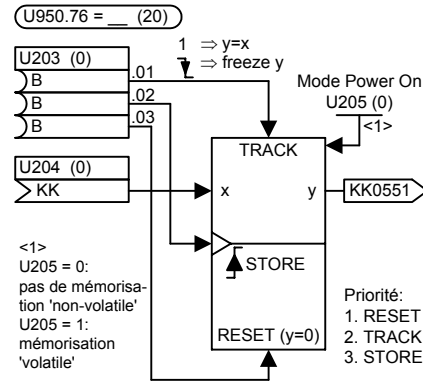 U950.76 = __ (20)
U203 (0)
B
.01
B
.02
B
.03
1 ⇒ y=x
⇒ freeze y
Mode Power On
U205 (0)
<1>
TRACK
U204 (0)
KK
x
y
KK0551
STORE
RESET (y=0)
<1>
U205 = 0:
pas de mémorisa-
tion 'non-volatile'
U205 = 1:
mémorisation
'volatile'
Priorité:
1. RESET
2. TRACK
3. STORE